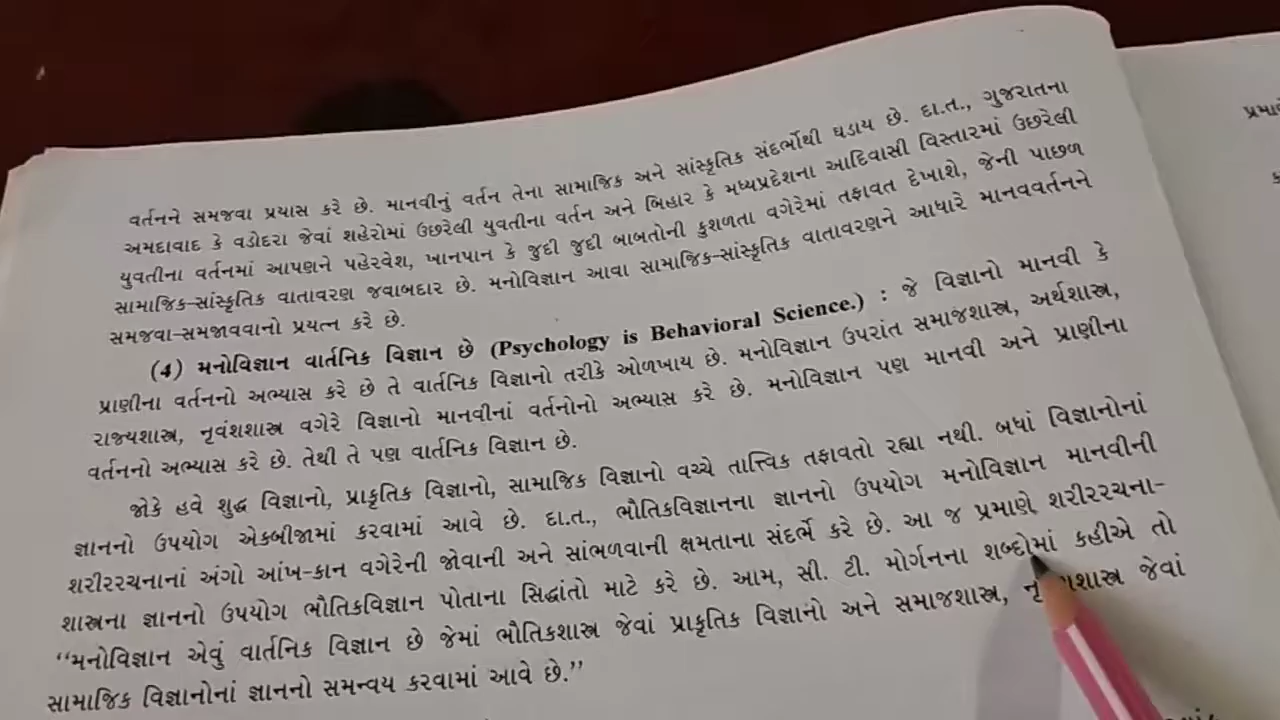 વર્તનને સમજવા પ્રયાસ કરે છે. માનવીનું વર્તન તેના સામાજિક અને સાંસ્કૃતિક સંદર્ભોથી ઘડાય છે. દા.ત., ગુજરાતના
અમદાવાદ કે વડોદરા જેવાં શહેરોમાં ઉછરેલી યુવતીના વર્તન અને બિહાર કે મધ્યપ્રદેશના આદિવાસી વિસ્તારમાં ઉછરેલી
યુવતીના વર્તનમાં આપણને પહેરવેશ, ખાનપાન કે જુદી જુદી બાબતોની કુશળતા વગેરેમાં તફાવત દેખાશે, જેની પાછળ
સામાજિક-સાંસ્કૃતિક વાતાવરણ જવાબદાર છે. મનોવિજ્ઞાન આવા સામાજિક-સાંસ્કૃતિક વાતાવરણને આધારે માનવવર્તનને
સમજવા-સમજાવવાનો પ્રયત્ન કરે છે.
(4) મનોવિજ્ઞાન વાર્તનિક વિજ્ઞાન છે (Psychology is Behavioral Science.) : જે વિજ્ઞાનો માનવી કે
પ્રાણીના વર્તનનો અભ્યાસ કરે છે તે વાર્તનિક વિજ્ઞાનો તરીકે ઓળખાય છે. મનોવિજ્ઞાન ઉપરાંત સમાજશાસ્ત્ર, અર્થશાસ્ત્ર,
રાજ્યશાસ્ત્ર, નૃવંશશાસ્ત્ર વગેરે વિજ્ઞાનો માનવીનાં વર્તનોનો અભ્યાસ કરે છે. મનોવિજ્ઞાન પણ માનવી અને પ્રાણીના
વર્તનનો અભ્યાસ કરે છે. તેથી તે પણ વાર્તનિક વિજ્ઞાન છે.
જોકે હવે શુદ્ધ વિજ્ઞાનો, પ્રાકૃતિક વિજ્ઞાનો, સામાજિક વિજ્ઞાનો વચ્ચે તાત્ત્વિક તફાવતો રહ્યા નથી. બધાં વિજ્ઞાનોનાં
જ્ઞાનનો ઉપયોગ એકબીજામાં કરવામાં આવે છે. દા.ત., ભૌતિકવિજ્ઞાનના જ્ઞાનનો ઉપયોગ મનોવિજ્ઞાન માનવીની
શરીરરચનાનાં અંગો આંખ-કાન વગેરેની જોવાની અને સાંભળવાની ક્ષમતાના સંદર્ભે કરે છે. આ જ પ્રમાણે શરીરરચના-
શાસ્ત્રના જ્ઞાનનો ઉપયોગ ભૌતિકવિજ્ઞાન પોતાના સિદ્ધાંતો માટે કરે છે. આમ, સી. ટી. મોર્ગનના શબ્દોમાં કહીએ તો
“મનોવિજ્ઞાન એવું વાર્તનિક વિજ્ઞાન છે જેમાં ભૌતિકશાસ્ત્ર જેવાં પ્રાકૃતિક વિજ્ઞાનો અને સમાજશાસ્ત્ર, જેવાં
સામાજિક વિજ્ઞાનોનાં જ્ઞાનનો સમન્વય કરવામાં આવે છે.”